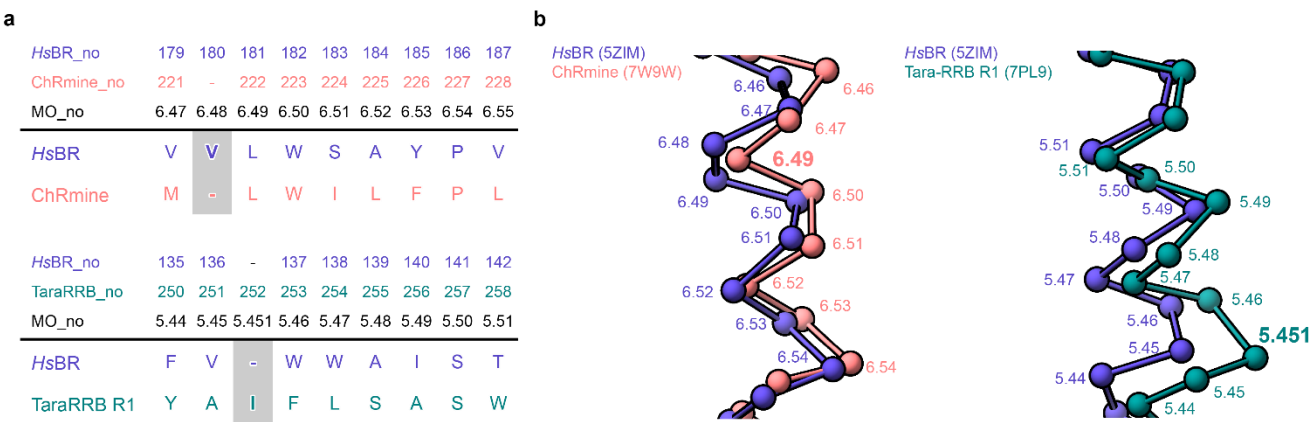 a
HsBR_no 179 180 181 182 183 184 185 186 187
ChRmine_no 221 - 222 223 224 225 226 227 228
MO_no 6.47 6.48 6.49 6.50 6.51 6.52 6.53 6.54 6.55
HsBR V V L W S A Y P V
ChRmine M - L W I L F P L
HsBR_no 135 136 - 137 138 139 140 141 142
TaraRRB_no 250 251 252 253 254 255 256 257 258
MO_no 5.44 5.45 5.451 5.46 5.47 5.48 5.49 5.50 5.51
HsBR F V - W W A I S T
TaraRRB R1 Y A I F L S A S W
b
HsBR (5ZIM)
ChRmine (7W9W)
6.46
6.46
6.47
6.47
6.48
6.49
6.49
6.50
6.50
6.51
6.51
6.52
6.52
6.53
6.53
6.54
6.54
HsBR (5ZIM)
Tara-RRB R1 (7PL9)
5.51
5.51
5.50
5.50
5.49
5.49
5.48
5.48
5.47
5.47
5.46
5.46
5.451
5.45
5.45
5.44
5.44